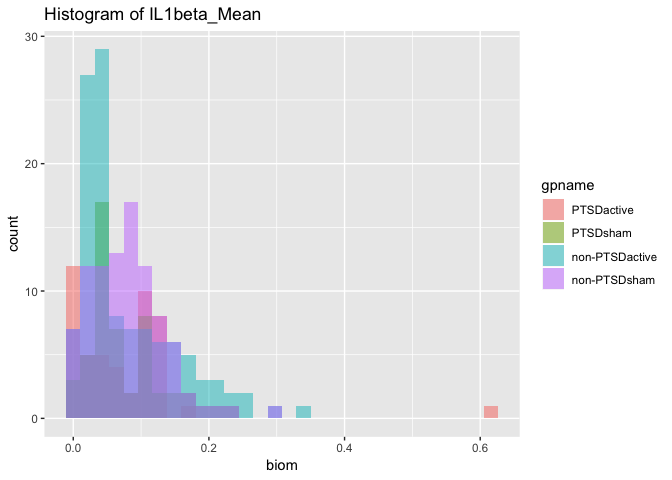 Histogram of IL1beta_Mean
30
20
10
0
count
0.0
0.2
0.4
0.6
biom
gpname
PTSDactive
PTSDsham
non-PTSDactive
non-PTSDsham